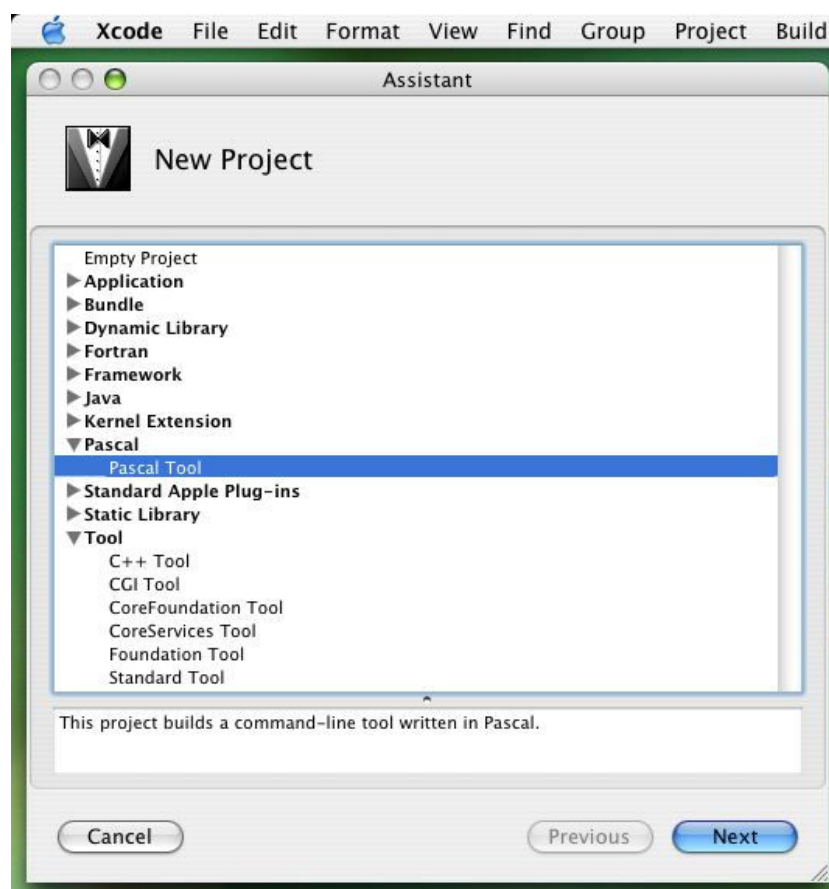 Xcode File Edit Format View Find Group Project Build
Assistant
New Project
Empty Project
Application
Bundle
Dynamic Library
Fortran
Framework
Java
Kernel Extension
Pascal
Pascal Tool
Standard Apple Plug-ins
Static Library
Tool
C++ Tool
CGI Tool
CoreFoundation Tool
CoreServices Tool
Foundation Tool
Standard Tool
This project builds a command-line tool written in Pascal.
Cancel Previous Next